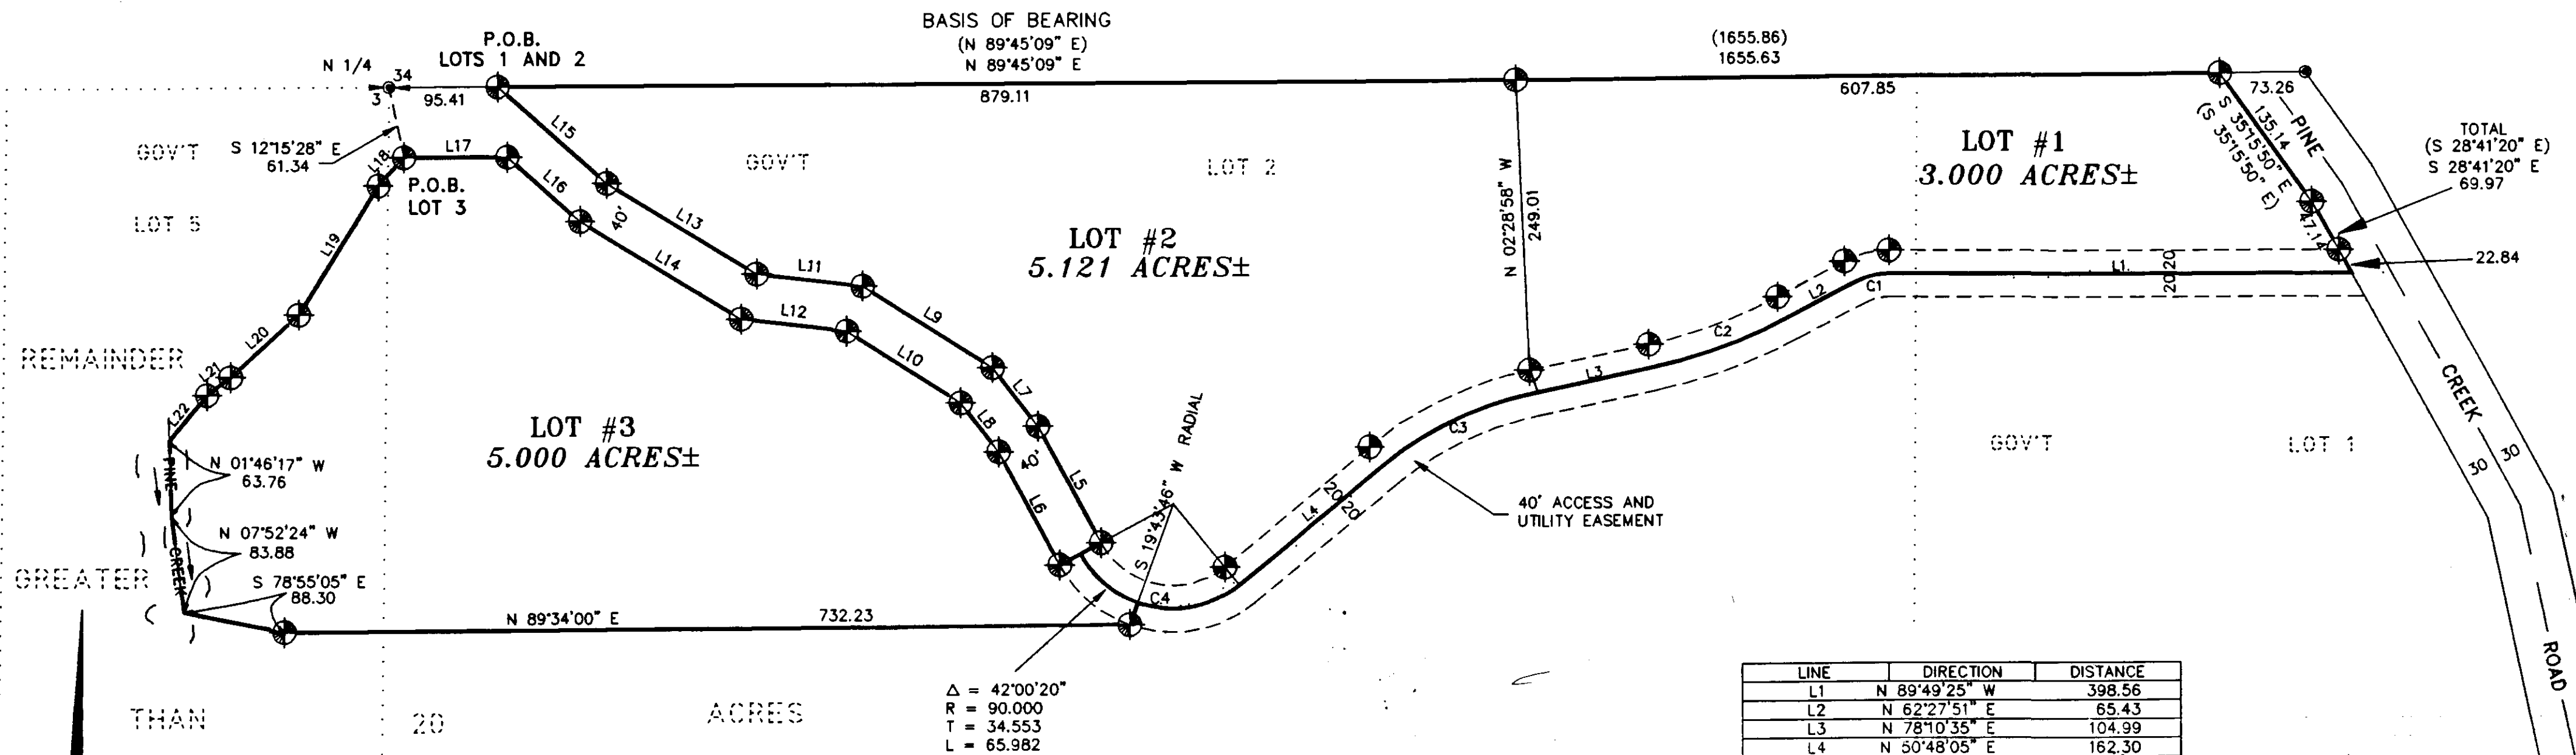 BASIS OF BEARING
(N 89°45'09" E)
N 89°45'09" E
(1655.86)
1655.63
P.O.B.
LOTS 1 AND 2
N 1/4
34
3
95.41
879.11
607.85
73.26
S 12°15'28" E
61.34
GOV'T
LOT 5
L18
L17
P.O.B.
LOT 3
L15
L16
40'
GOV'T
LOT 2
L13
L14
L11
L12
L9
L10
L7
L8
40'
L5
L6
L19
L20
L21
L22
LOT #1
3.000 ACRES±
LOT #2
5.121 ACRES±
LOT #3
5.000 ACRES±
N 02°28'58" W
249.01
135.14
S 35°15'50" E
(S 35°15'50" E)
47.14
TOTAL
(S 28°41'20" E)
S 28°41'20" E
69.97
22.84
L1
20
20
C1
L2
C2
L3
C3
L4
20
20
C4
S 19°43'46" W RADIAL
40' ACCESS AND
UTILITY EASEMENT
GOV'T
LOT 1
PINE
CREEK
ROAD
30
30
REMAINDER
GREATER
THAN
20
ACRES
PINE
CREEK
N 01°46'17" W
63.76
N 07°52'24" W
83.88
S 78°55'05" E
88.30
N 89°34'00" E
732.23
Δ = 42°00'20"
R = 90.000
T = 34.553
L = 65.982
LINE DIRECTION DISTANCE
L1 N 89°49'25" W 398.56
L2 N 62°27'51" E 65.43
L3 N 78°10'35" E 104.99
L4 N 50°48'05" E 162.30